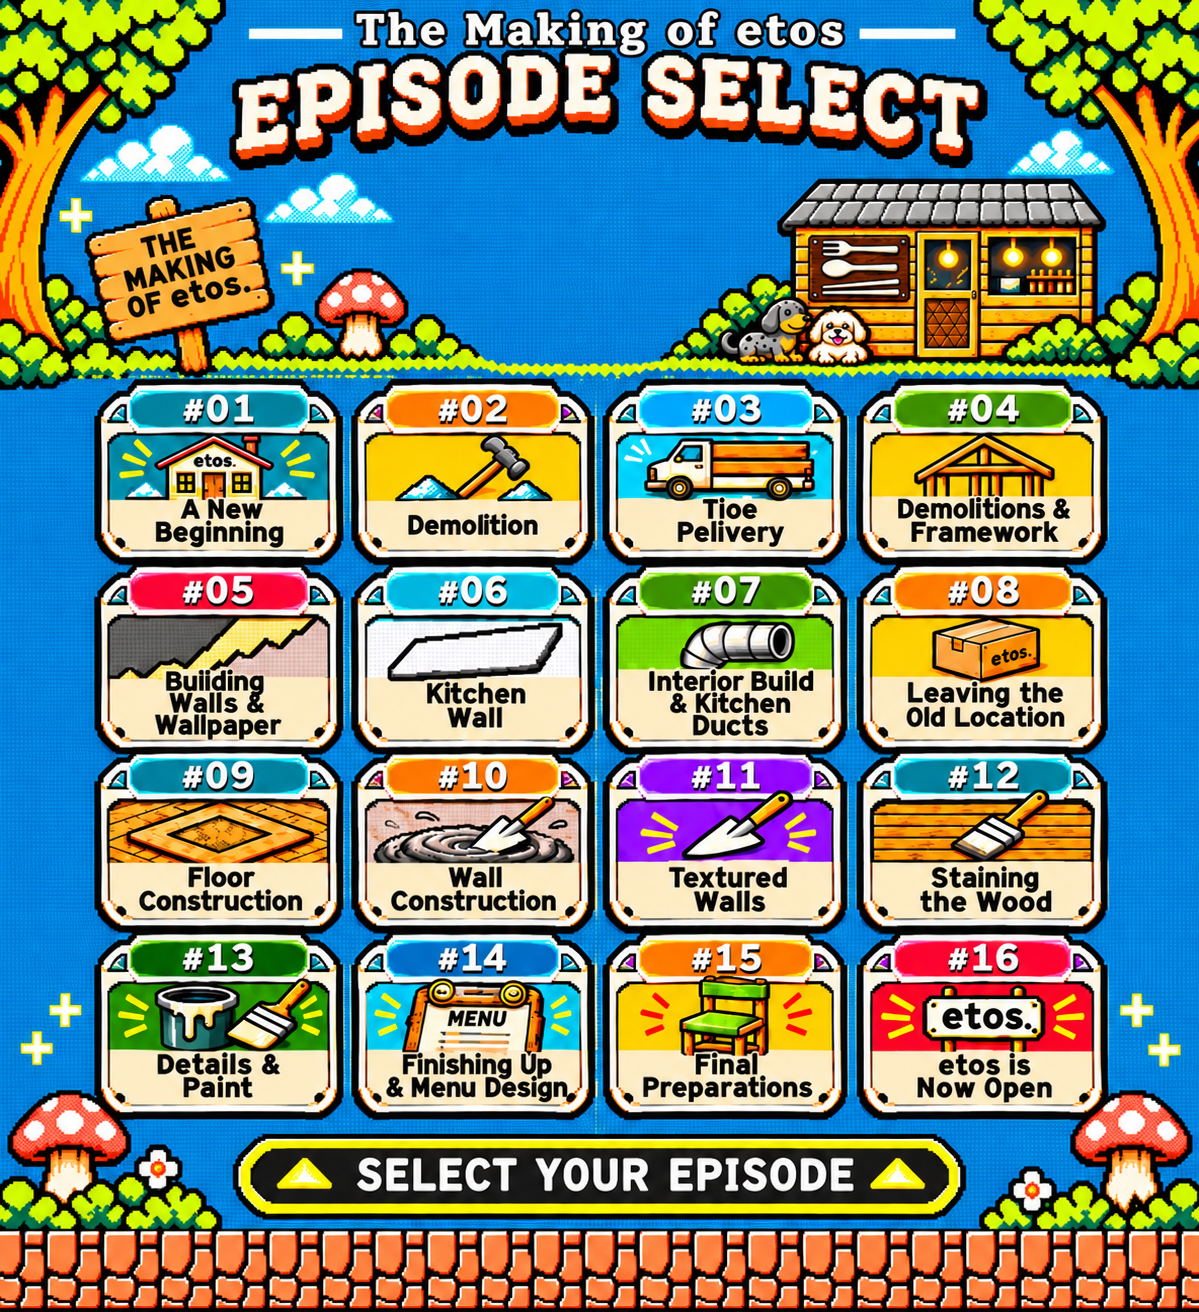 The Making of etos
EPISODE SELECT
THE
MAKING
OF etos.
#01
etos.
A New
Beginning
#02
Demolition
#03
Tioe
Pelivery
#04
Demolitions &
Framework
#05
Building
Walls &
Wallpaper
#06
Kitchen
Wall
#07
Interior Build
& Kitchen
Ducts
#08
etos.
Leaving the
Old Location
#09
Floor
Construction
#10
Wall
Construction
#11
Textured
Walls
#12
Staining
the Wood
#13
Details &
Paint
#14
MENU
Finishing Up
& Menu Design
#15
Final
Preparations
#16
etos.
etos is
Now Open
SELECT YOUR EPISODE